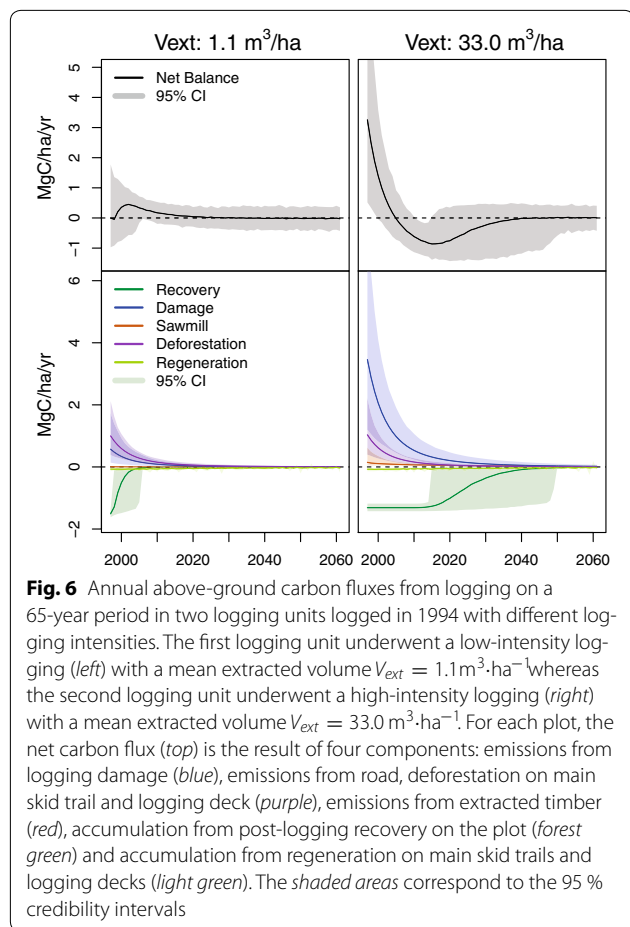 Vext: 1.1 m³/ha
Vext: 33.0 m³/ha
MgC/ha/yr
5
4
3
2
1
0
−1
Net Balance
95% CI
MgC/ha/yr
6
4
2
0
−2
Recovery
Damage
Sawmill
Deforestation
Regeneration
95% CI
2000 2020 2040 2060
2000 2020 2040 2060
Fig. 6 Annual above-ground carbon fluxes from logging on a
65-year period in two logging units logged in 1994 with different log-
ging intensities. The first logging unit underwent a low-intensity log-
ging (left) with a mean extracted volume Vext = 1.1m³·ha⁻¹whereas
the second logging unit underwent a high-intensity logging (right)
with a mean extracted volume Vext = 33.0 m³·ha⁻¹. For each plot, the
net carbon flux (top) is the result of four components: emissions from
logging damage (blue), emissions from road, deforestation on main
skid trail and logging deck (purple), emissions from extracted timber
(red), accumulation from post-logging recovery on the plot (forest
green) and accumulation from regeneration on main skid trails and
logging decks (light green). The shaded areas correspond to the 95 %
credibility intervals